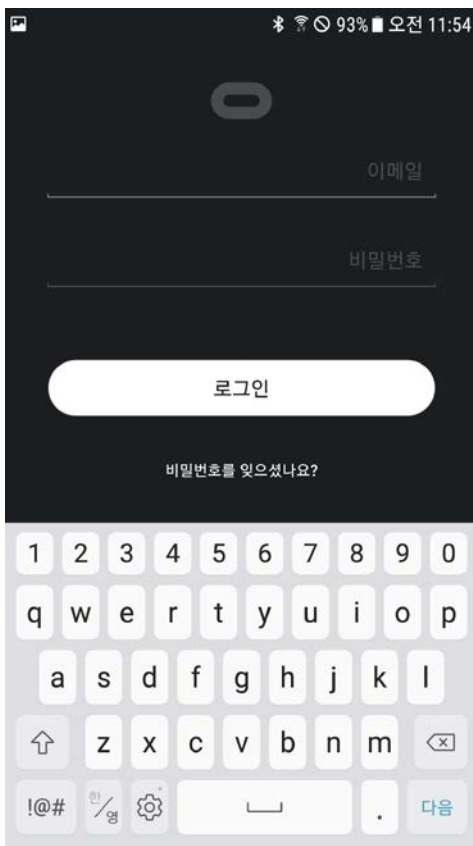 93% 오전 11:54
이메일
비밀번호
로그인
비밀번호를 잊으셨나요?
1 2 3 4 5 6 7 8 9 0
q w e r t y u i o p
a s d f g h j k l
z x c v b n m
!@# 한/영 . 다음